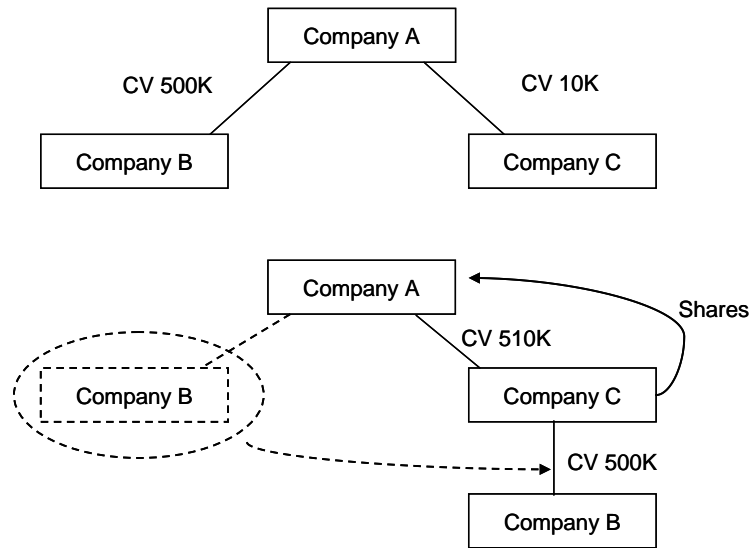 Company A
CV 500K
CV 10K
Company B
Company C
Company A
Shares
CV 510K
Company B
Company C
CV 500K
Company B